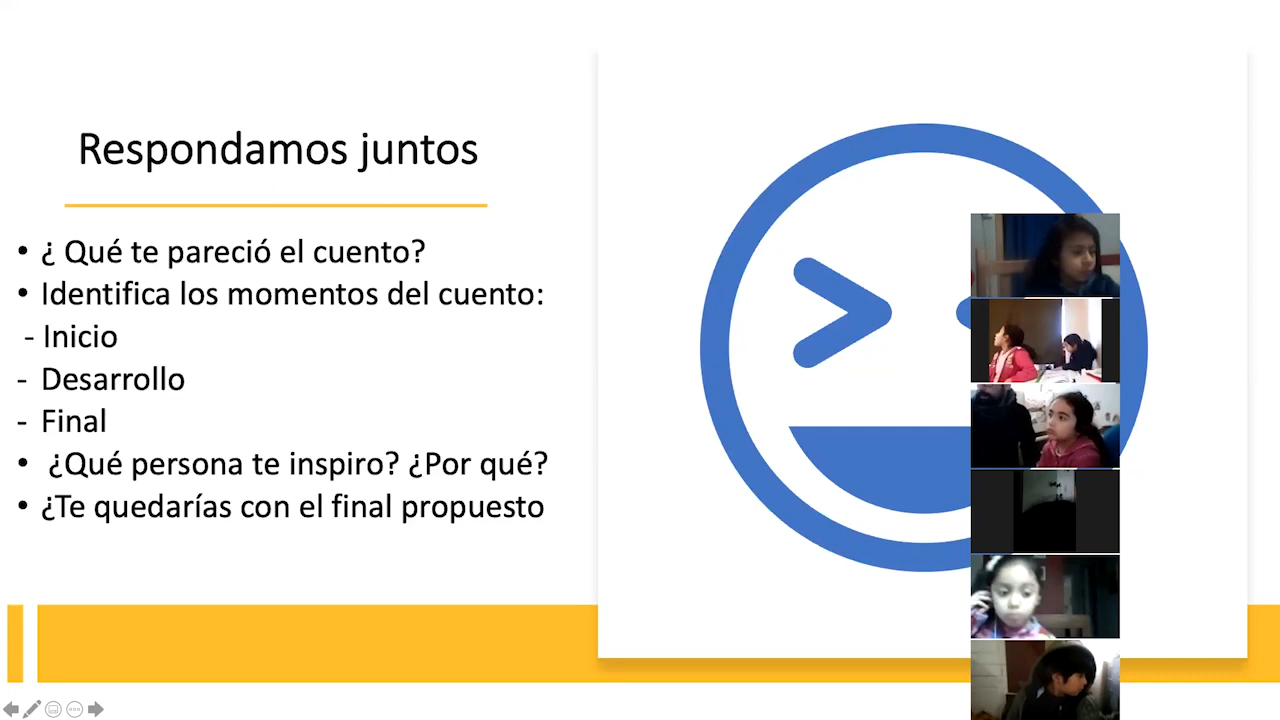 Respondamos juntos
• ¿ Qué te pareció el cuento?
• Identifica los momentos del cuento:
- Inicio
- Desarrollo
- Final
• ¿Qué persona te inspiro? ¿Por qué?
• ¿Te quedarías con el final propuesto